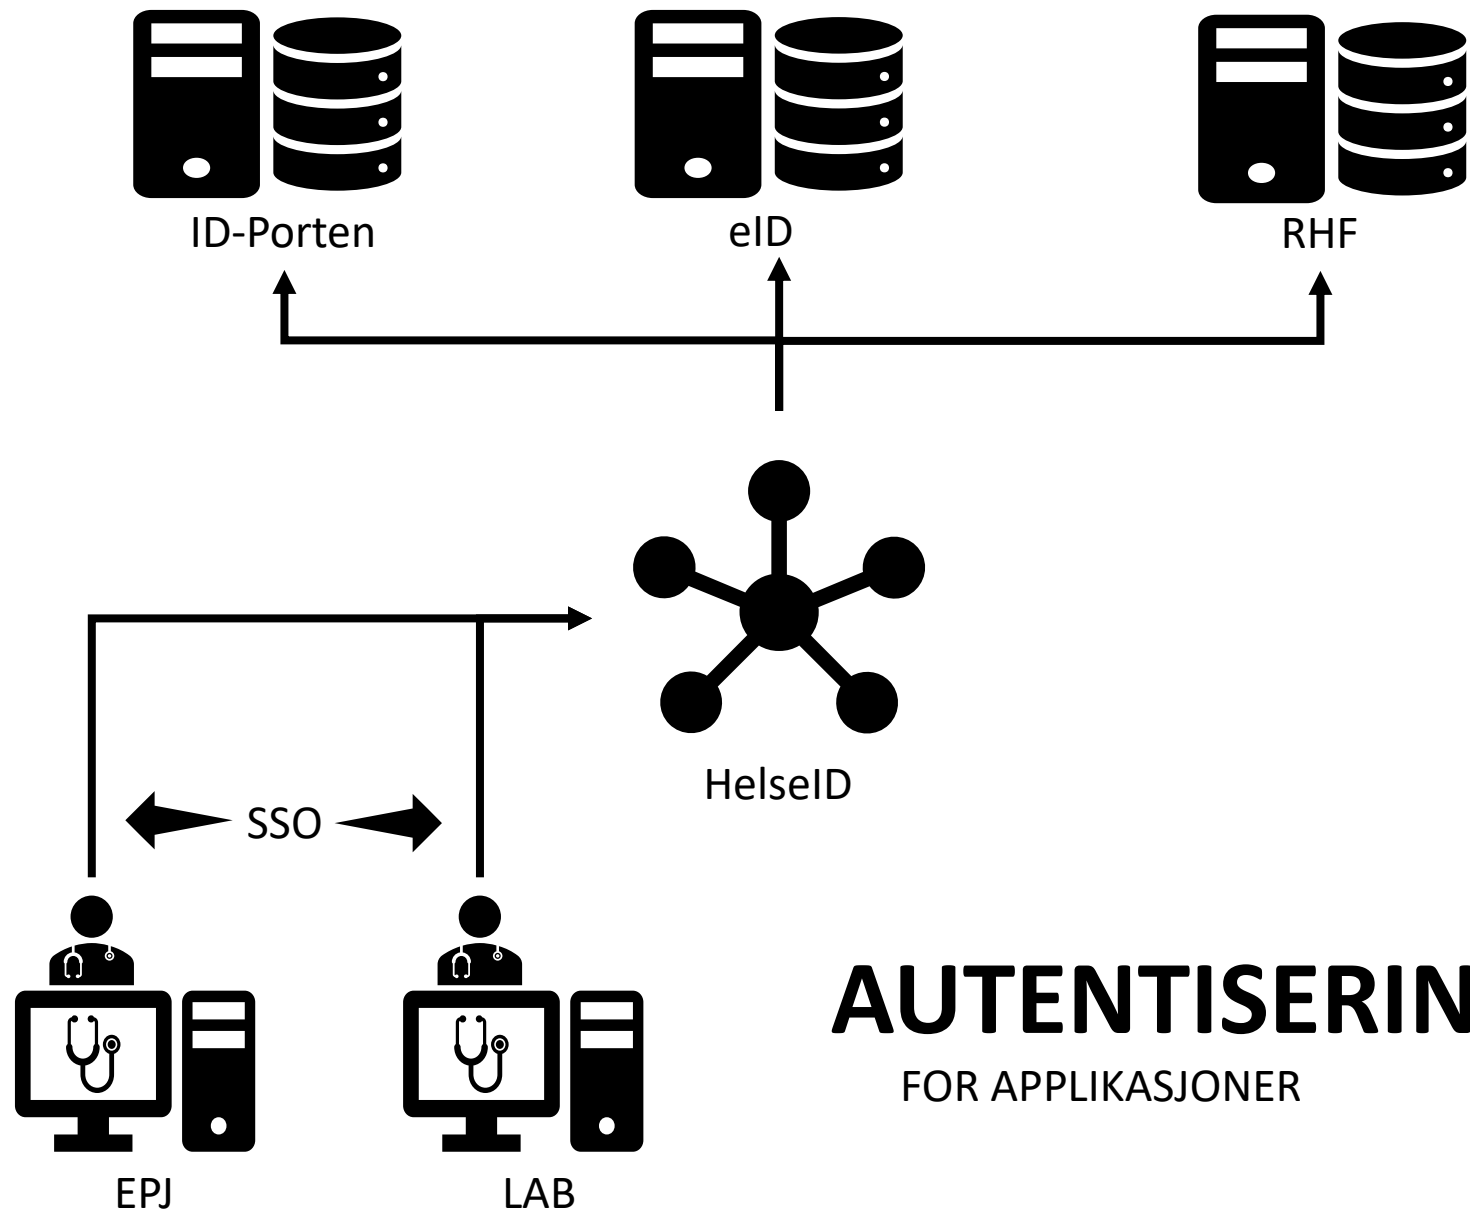 ID-Porten
eID
RHF
HelseID
SSO
AUTENTISERIN
FOR APPLIKASJONER
EPJ
LAB